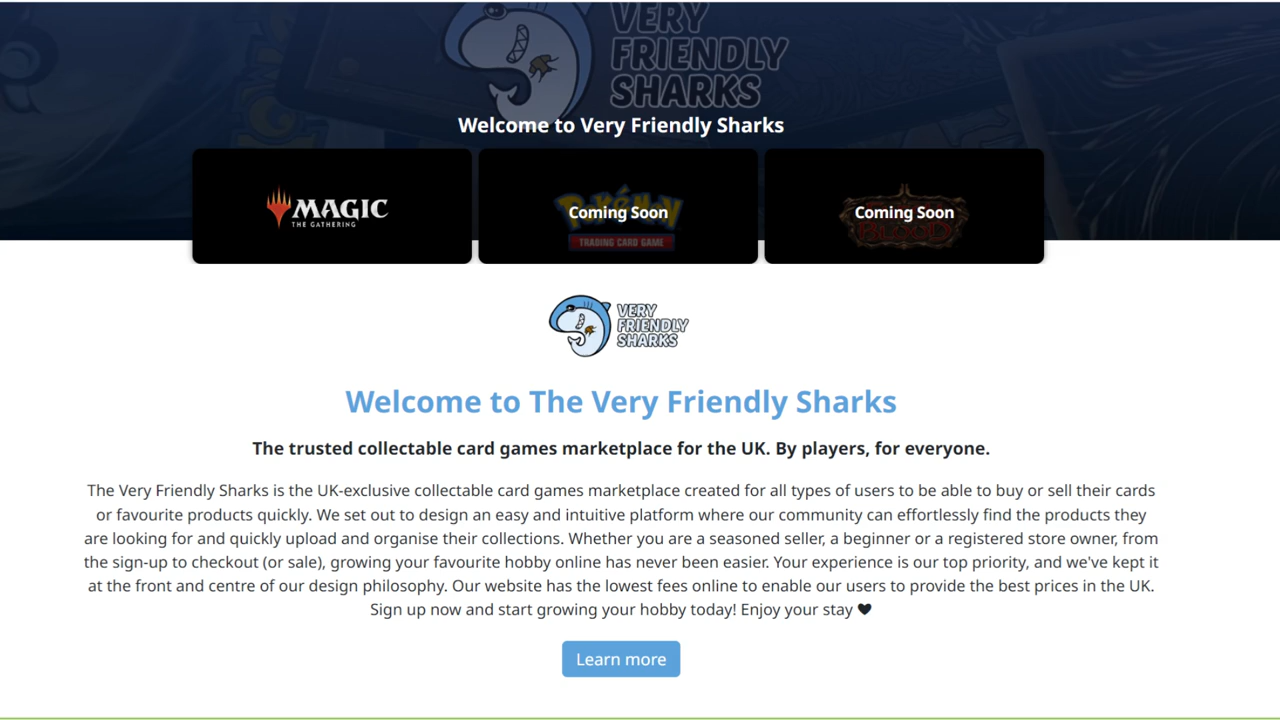 VERY
FRIENDLY
SHARKS
Welcome to Very Friendly Sharks
MAGIC
THE GATHERING
Pokémon
Coming Soon
TRADING CARD GAME
Coming Soon
BLOOD
VERY
FRIENDLY
SHARKS
Welcome to The Very Friendly Sharks
The trusted collectable card games marketplace for the UK. By players, for everyone.
The Very Friendly Sharks is the UK-exclusive collectable card games marketplace created for all types of users to be able to buy or sell their cards
or favourite products quickly. We set out to design an easy and intuitive platform where our community can effortlessly find the products they
are looking for and quickly upload and organise their collections. Whether you are a seasoned seller, a beginner or a registered store owner, from
the sign-up to checkout (or sale), growing your favourite hobby online has never been easier. Your experience is our top priority, and we've kept it
at the front and centre of our design philosophy. Our website has the lowest fees online to enable our users to provide the best prices in the UK.
Sign up now and start growing your hobby today! Enjoy your stay ♥
Learn more